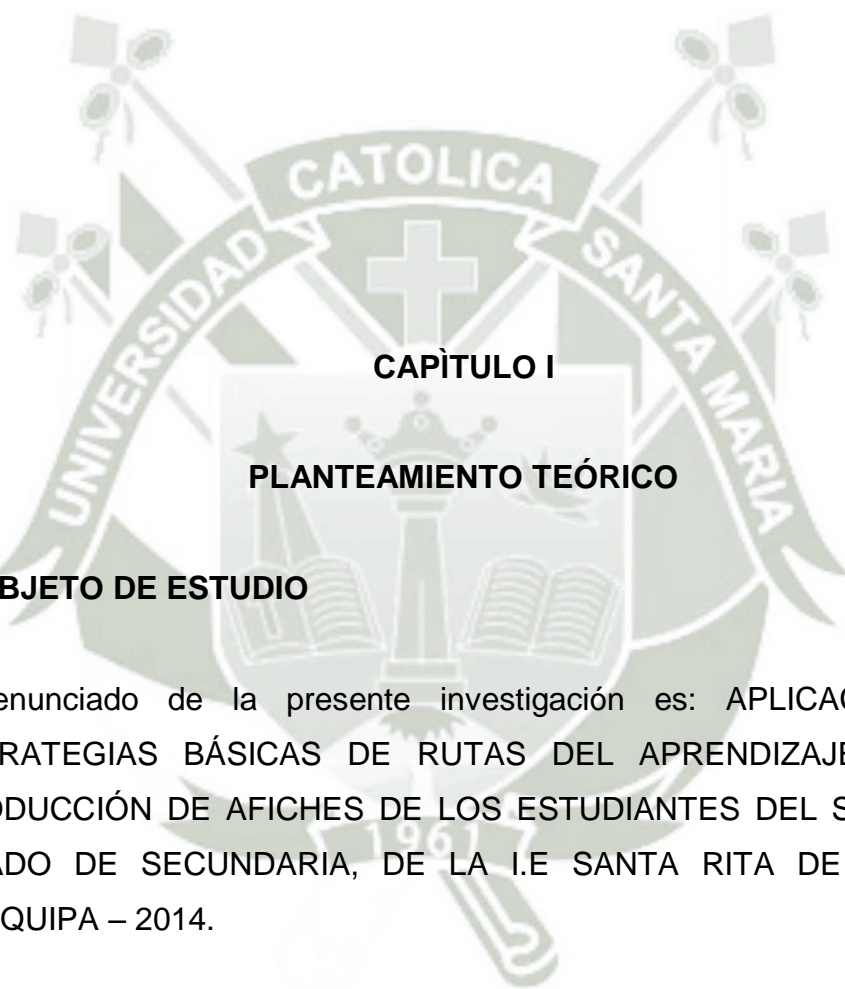 UNIVERSIDAD CATOLICA SANTA MARIA
CAPÌTULO I
PLANTEAMIENTO TEÓRICO
BJETO DE ESTUDIO
enunciado de la presente investigación es: APLICAC
RATEGIAS BÁSICAS DE RUTAS DEL APRENDIZAJE
ODUCCIÓN DE AFICHES DE LOS ESTUDIANTES DEL S
ADO DE SECUNDARIA, DE LA I.E SANTA RITA DE
1961
QUIPA – 2014.